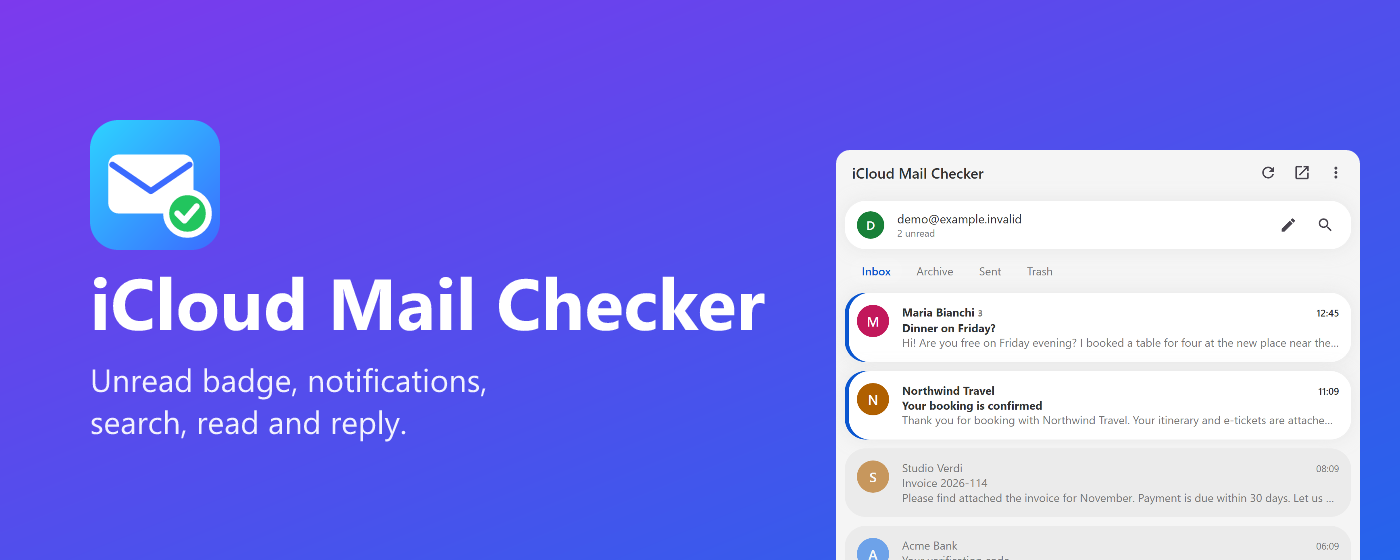 iCloud Mail Checker
Unread badge, notifications,
search, read and reply.
iCloud Mail Checker
D
demo@example.invalid
2 unread
Inbox Archive Sent Trash
M
Maria Bianchi 3 12:45
Dinner on Friday?
Hi! Are you free on Friday evening? I booked a table for four at the new place near the...
N
Northwind Travel 11:09
Your booking is confirmed
Thank you for booking with Northwind Travel. Your itinerary and e-tickets are attache...
S
Studio Verdi 08:09
Invoice 2026-114
Please find attached the invoice for November. Payment is due within 30 days. Let us ...
A
Acme Bank 06:09
Your verification code